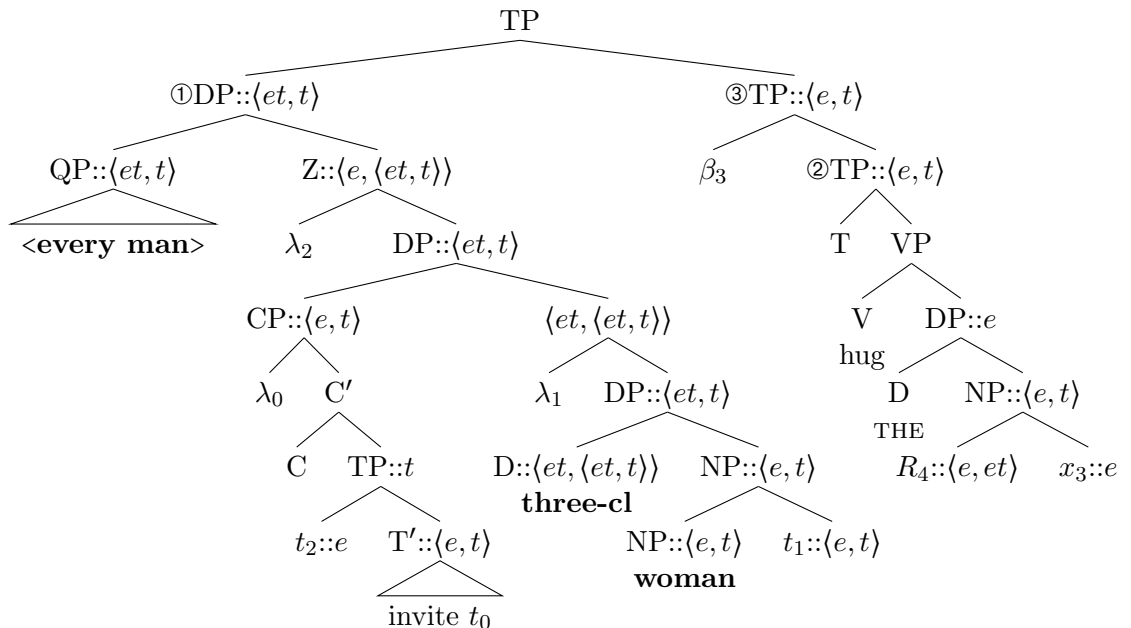 TP
①DP::⟨et, t⟩ ③TP::⟨e, t⟩
QP::⟨et, t⟩ Z::⟨e, ⟨et, t⟩⟩ β₃ ②TP::⟨e, t⟩
<every man> λ₂ DP::⟨et, t⟩ T VP
CP::⟨e, t⟩ ⟨et, ⟨et, t⟩⟩ V DP::e
hug
λ₀ C′ λ₁ DP::⟨et, t⟩ D NP::⟨e, t⟩
THE
C TP::t D::⟨et, ⟨et, t⟩⟩ NP::⟨e, t⟩ R₄::⟨e, et⟩ x₃::e
three-cl
t₂::e T′::⟨e, t⟩ NP::⟨e, t⟩ t₁::⟨e, t⟩
woman
invite t₀